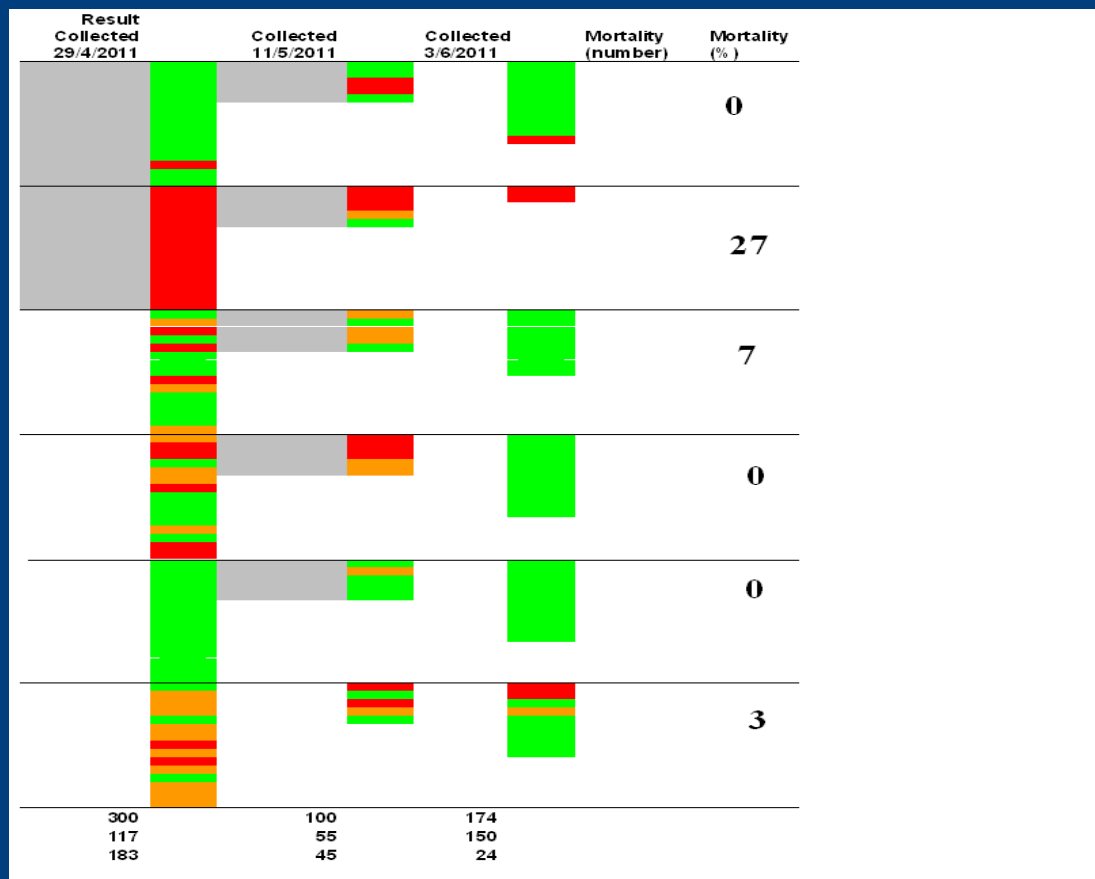 Result
Collected Collected Collected Mortality Mortality
29/4/2011 11/5/2011 3/6/2011 (number) (%)
0
27
7
0
0
3
300 100 174
117 55 150
183 45 24